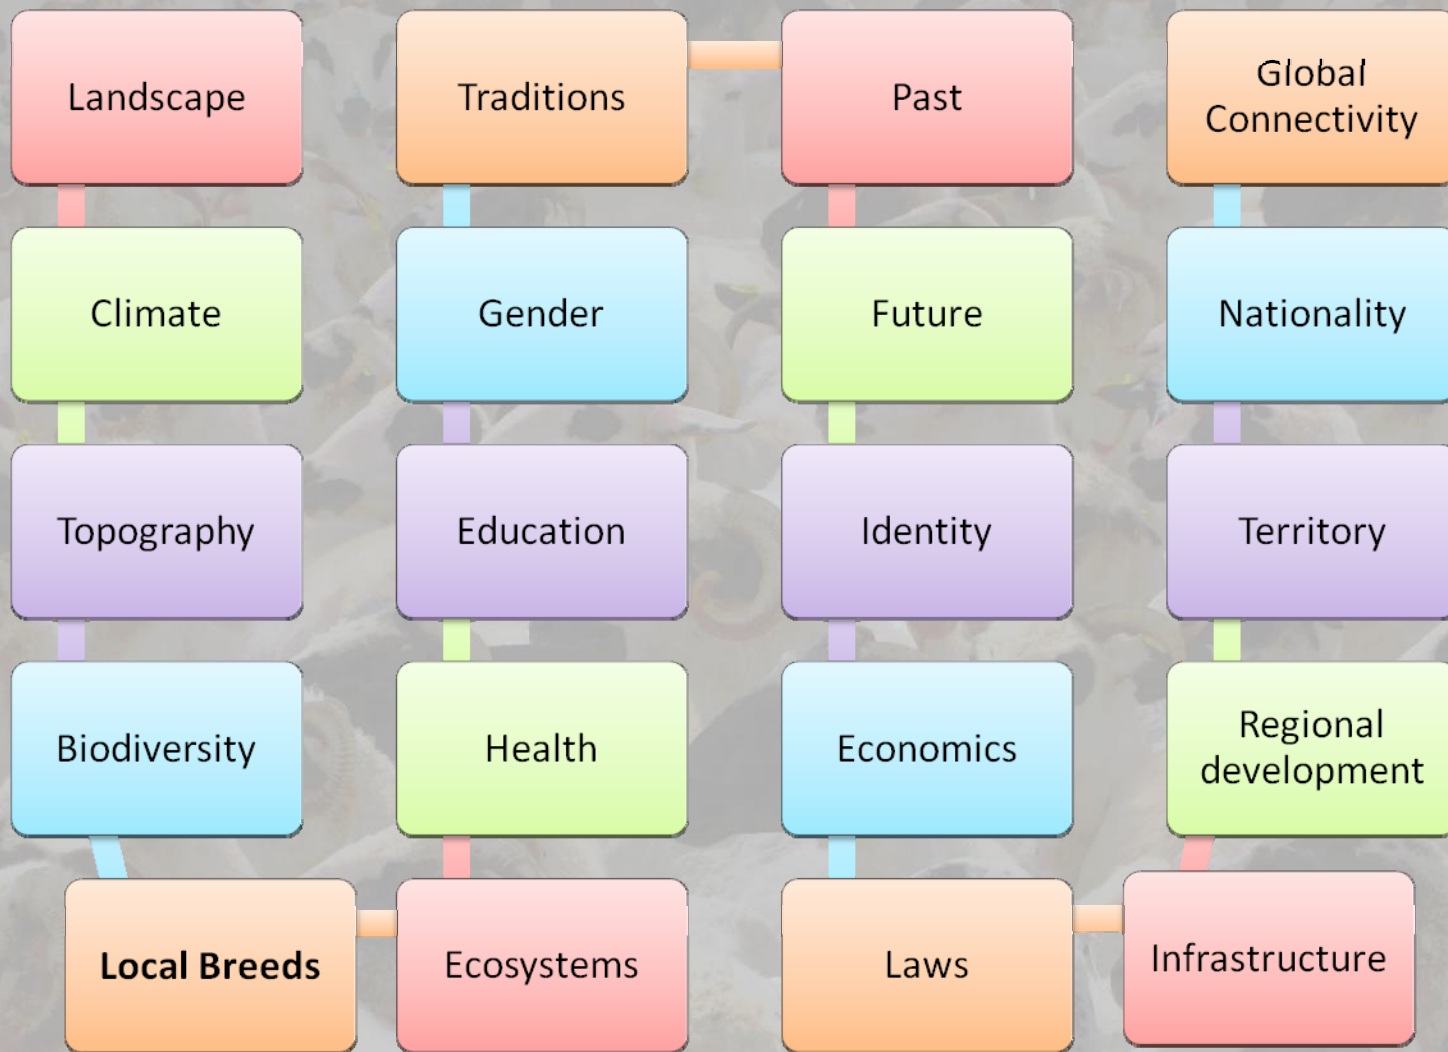 Landscape
Climate
Topography
Biodiversity
Local Breeds
Ecosystems
Health
Education
Gender
Traditions
Past
Future
Identity
Economics
Laws
Infrastructure
Regional
development
Territory
Nationality
Global
Connectivity